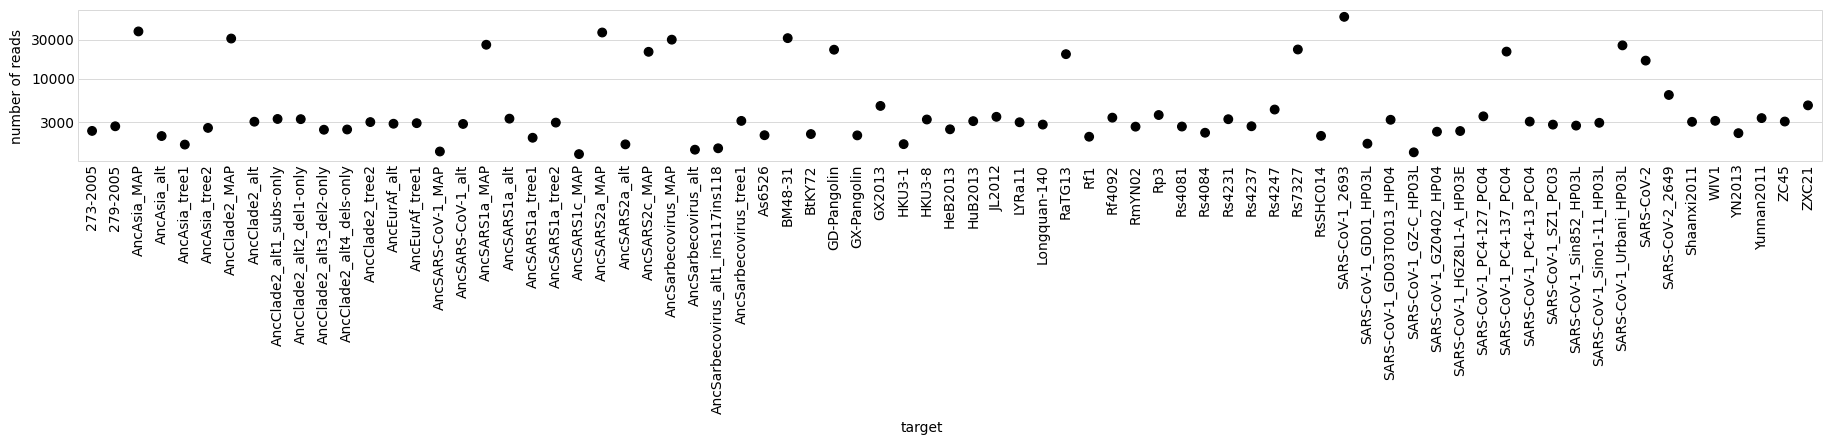 number of reads
30000
10000
3000
273-2005
279-2005
AncAsia_MAP
AncAsia_alt
AncAsia_tree1
AncAsia_tree2
AncClade2_MAP
AncClade2_alt
AncClade2_alt1_subs-only
AncClade2_alt2_del1-only
AncClade2_alt3_del2-only
AncClade2_alt4_dels-only
AncClade2_tree2
AncEurAf_alt
AncEurAf_tree1
AncSARS-CoV-1_MAP
AncSARS-CoV-1_alt
AncSARS1a_MAP
AncSARS1a_alt
AncSARS1a_tree1
AncSARS1a_tree2
AncSARS1c_MAP
AncSARS2a_MAP
AncSARS2a_alt
AncSARS2c_MAP
AncSarbecovirus_MAP
AncSarbecovirus_alt
AncSarbecovirus_alt1_ins117ins118
AncSarbecovirus_tree1
As6526
BM48-31
BtKY72
GD-Pangolin
GX-Pangolin
GX2013
HKU3-1
HKU3-8
HeB2013
HuB2013
JL2012
LYRa11
Longquan-140
RaTG13
Rf1
Rf4092
RmYN02
Rp3
Rs4081
Rs4084
Rs4231
Rs4237
Rs4247
Rs7327
RsSHC014
SARS-CoV-1_2693
SARS-CoV-1_GD01_HP03L
SARS-CoV-1_GD03T0013_HP04
SARS-CoV-1_GZ-C_HP03L
SARS-CoV-1_GZ0402_HP04
SARS-CoV-1_HGZ8L1-A_HP03E
SARS-CoV-1_PC4-127_PC04
SARS-CoV-1_PC4-137_PC04
SARS-CoV-1_PC4-13_PC04
SARS-CoV-1_SZ1_PC03
SARS-CoV-1_Sin852_HP03L
SARS-CoV-1_Sino1-11_HP03L
SARS-CoV-1_Urbani_HP03L
SARS-CoV-2
SARS-CoV-2_2649
Shaanxi2011
WIV1
YN2013
Yunnan2011
ZC45
ZXC21
target